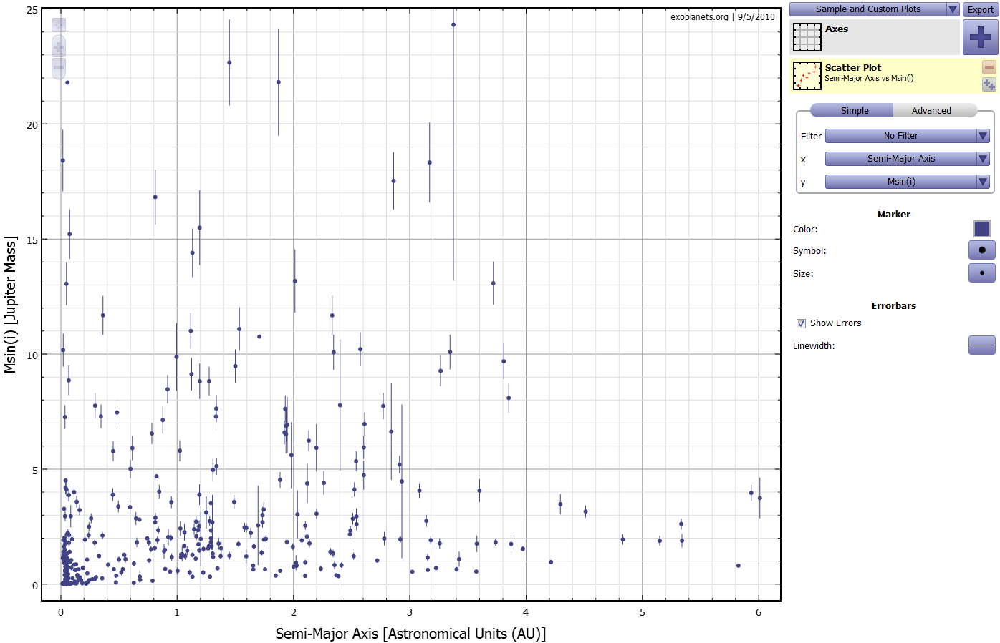 exoplanets.org | 9/5/2010
25
20
15
10
5
0
Msin(i) [Jupiter Mass]
0 1 2 3 4 5 6
Semi-Major Axis [Astronomical Units (AU)]
Sample and Custom Plots
Export
Axes
Scatter Plot
Semi-Major Axis vs Msin(i)
Simple Advanced
Filter No Filter
x Semi-Major Axis
y Msin(i)
Marker
Color:
Symbol:
Size:
Errorbars
Show Errors
Linewidth: